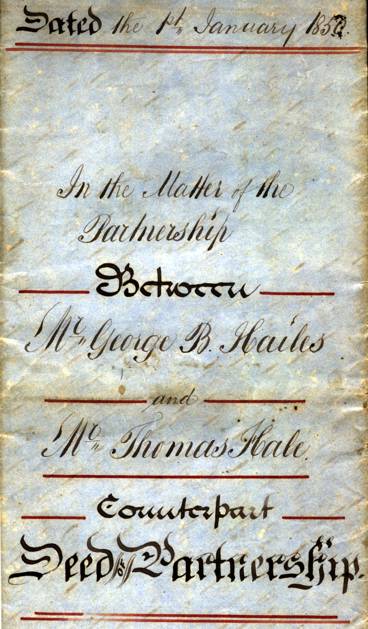 Dated the 1st January 185
In the Matter of the
Partnership
Between
Mr. George B. Hailes
and
Mr. Thomas Hale.
Counterpart
Deed of Partnership.